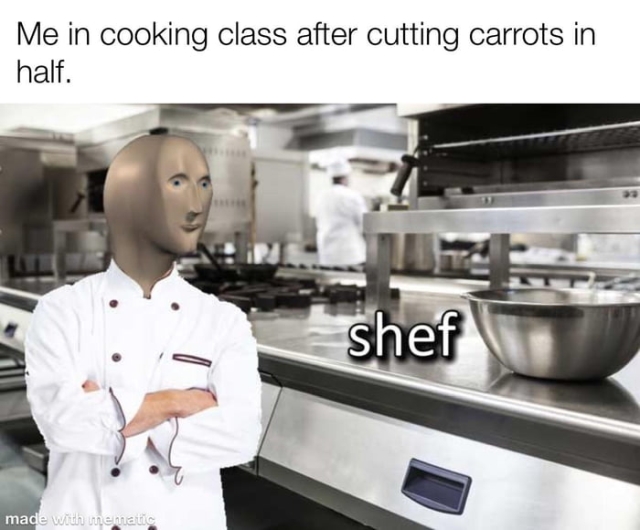 Me in cooking class after cutting carrots in
half.
shef
made with mematic